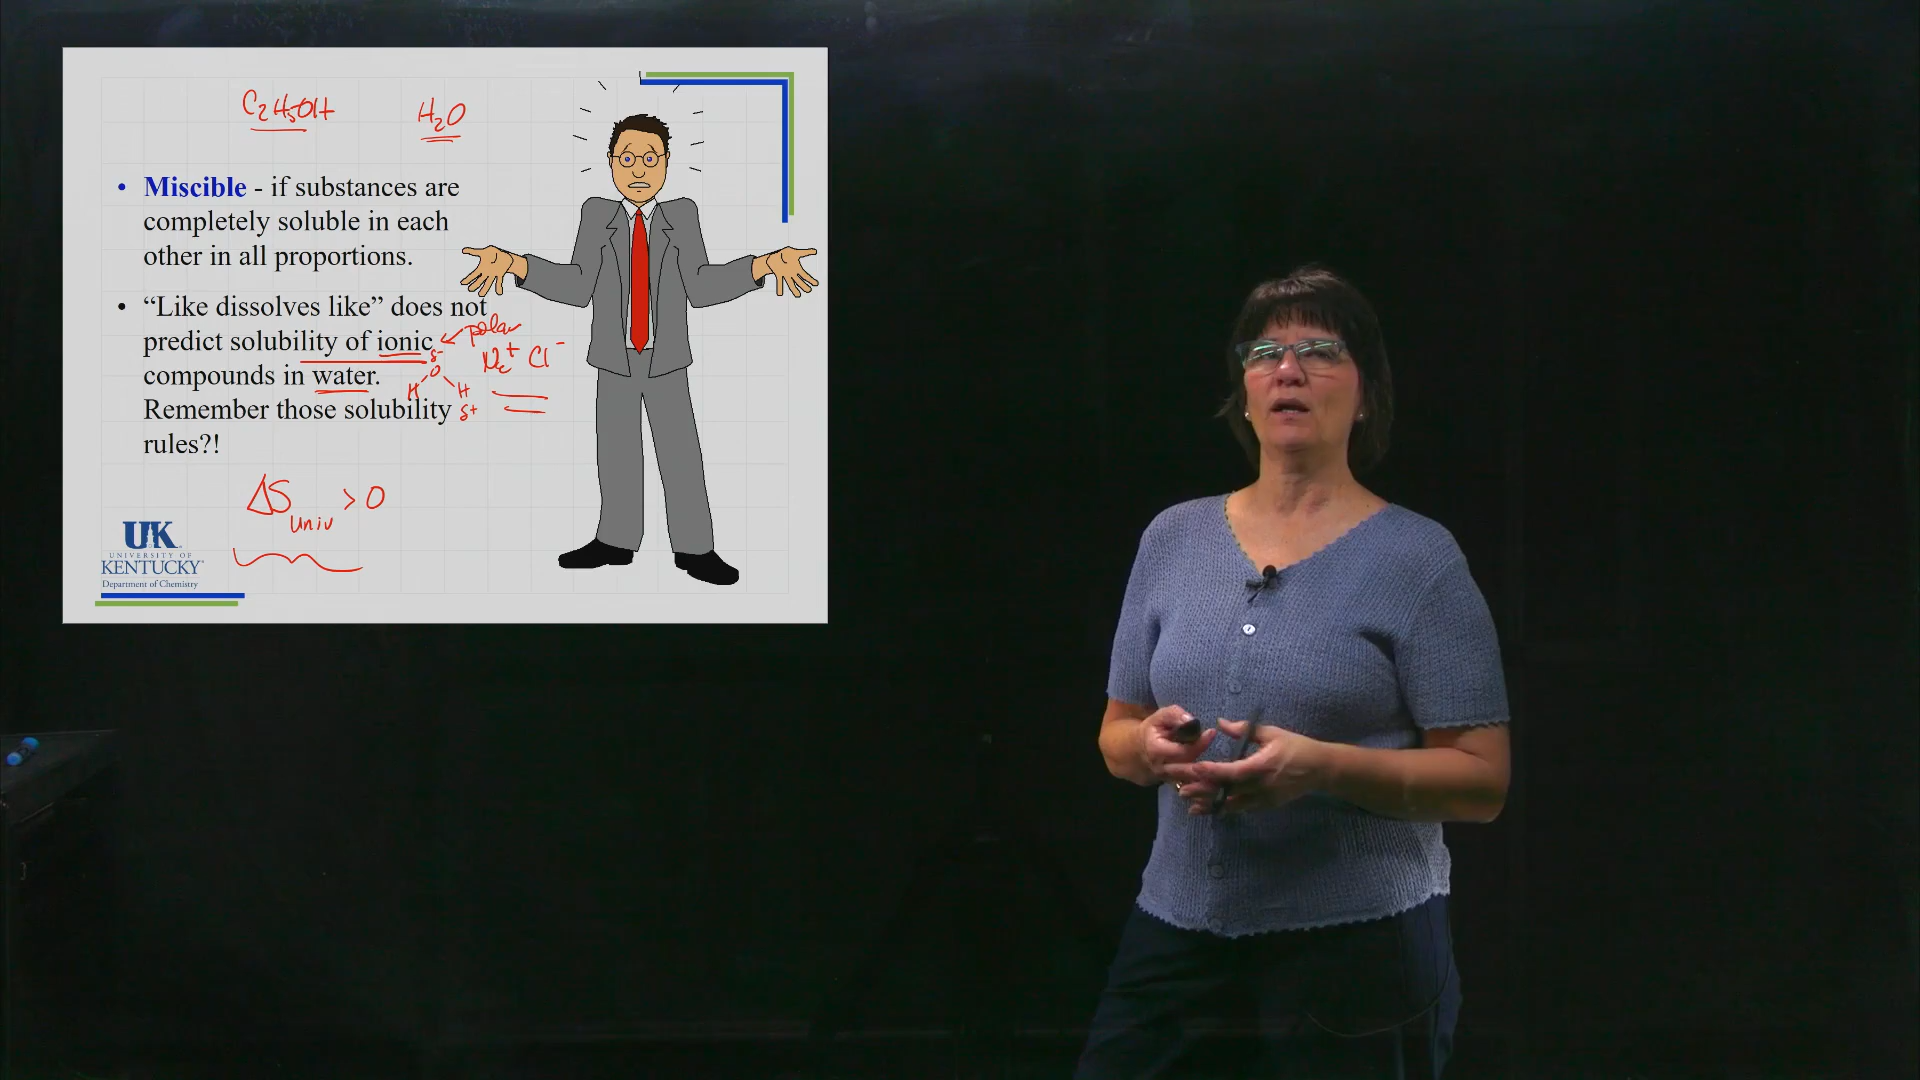 C₂H₅OH H₂O
• Miscible - if substances are
completely soluble in each
other in all proportions.
• “Like dissolves like” does not
predict solubility of ionic
compounds in water.
Remember those solubility
rules?!
polar
Na⁺ Cl⁻
δ-
O
H H
δ+
ΔS univ > 0
UK
UNIVERSITY OF
KENTUCKY
Department of Chemistry